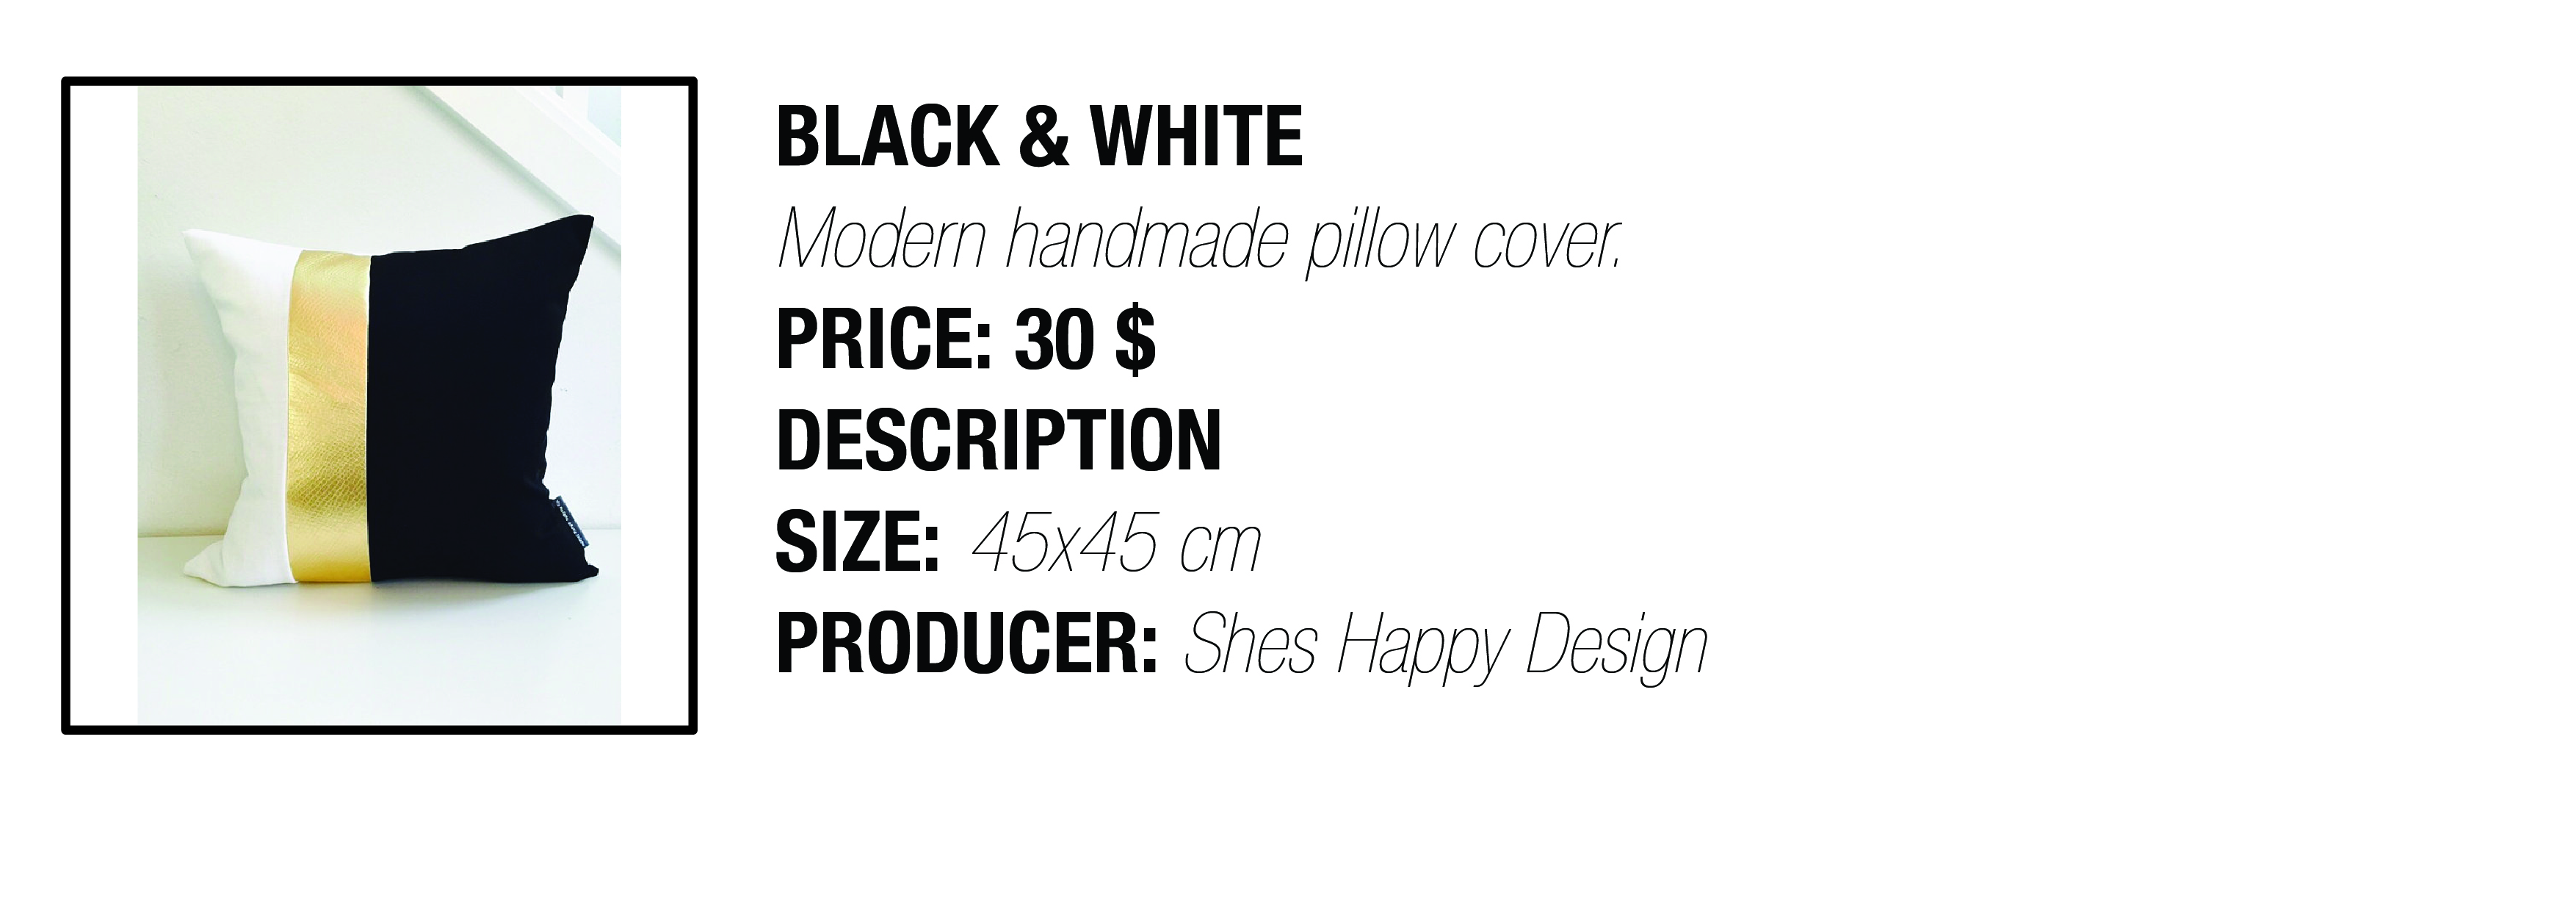 BLACK & WHITE
Modern handmade pillow cover.
PRICE: 30 $
DESCRIPTION
SIZE: 45x45 cm
PRODUCER: Shes Happy Design